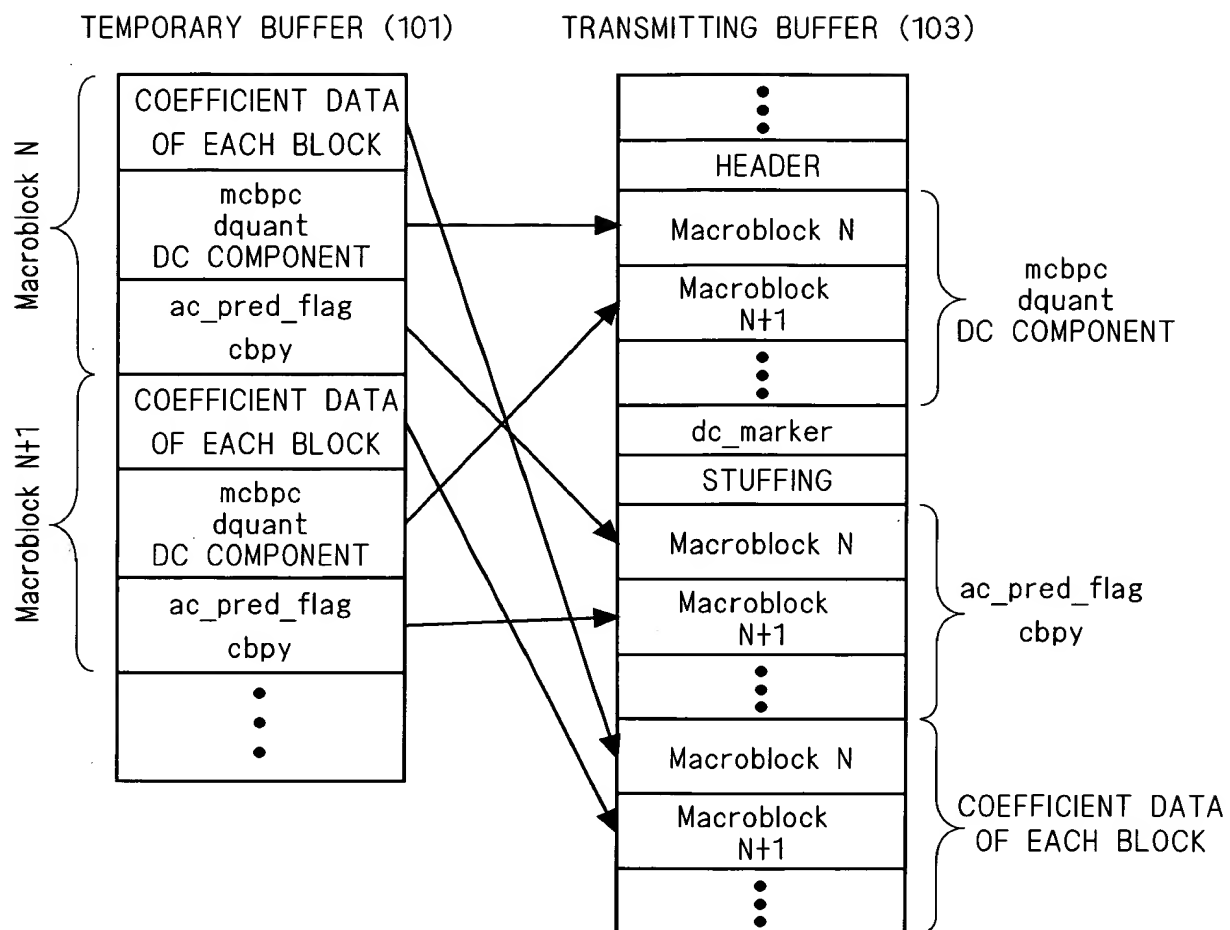 TEMPORARY BUFFER (101)
TRANSMITTING BUFFER (103)
Macroblock N
COEFFICIENT DATA
OF EACH BLOCK
mcbpc
dquant
DC COMPONENT
ac_pred_flag
cbpy
Macroblock N+1
COEFFICIENT DATA
OF EACH BLOCK
mcbpc
dquant
DC COMPONENT
ac_pred_flag
cbpy
HEADER
Macroblock N
Macroblock
N+1
mcbpc
dquant
DC COMPONENT
dc_marker
STUFFING
Macroblock N
Macroblock
N+1
ac_pred_flag
cbpy
Macroblock N
Macroblock
N+1
COEFFICIENT DATA
OF EACH BLOCK